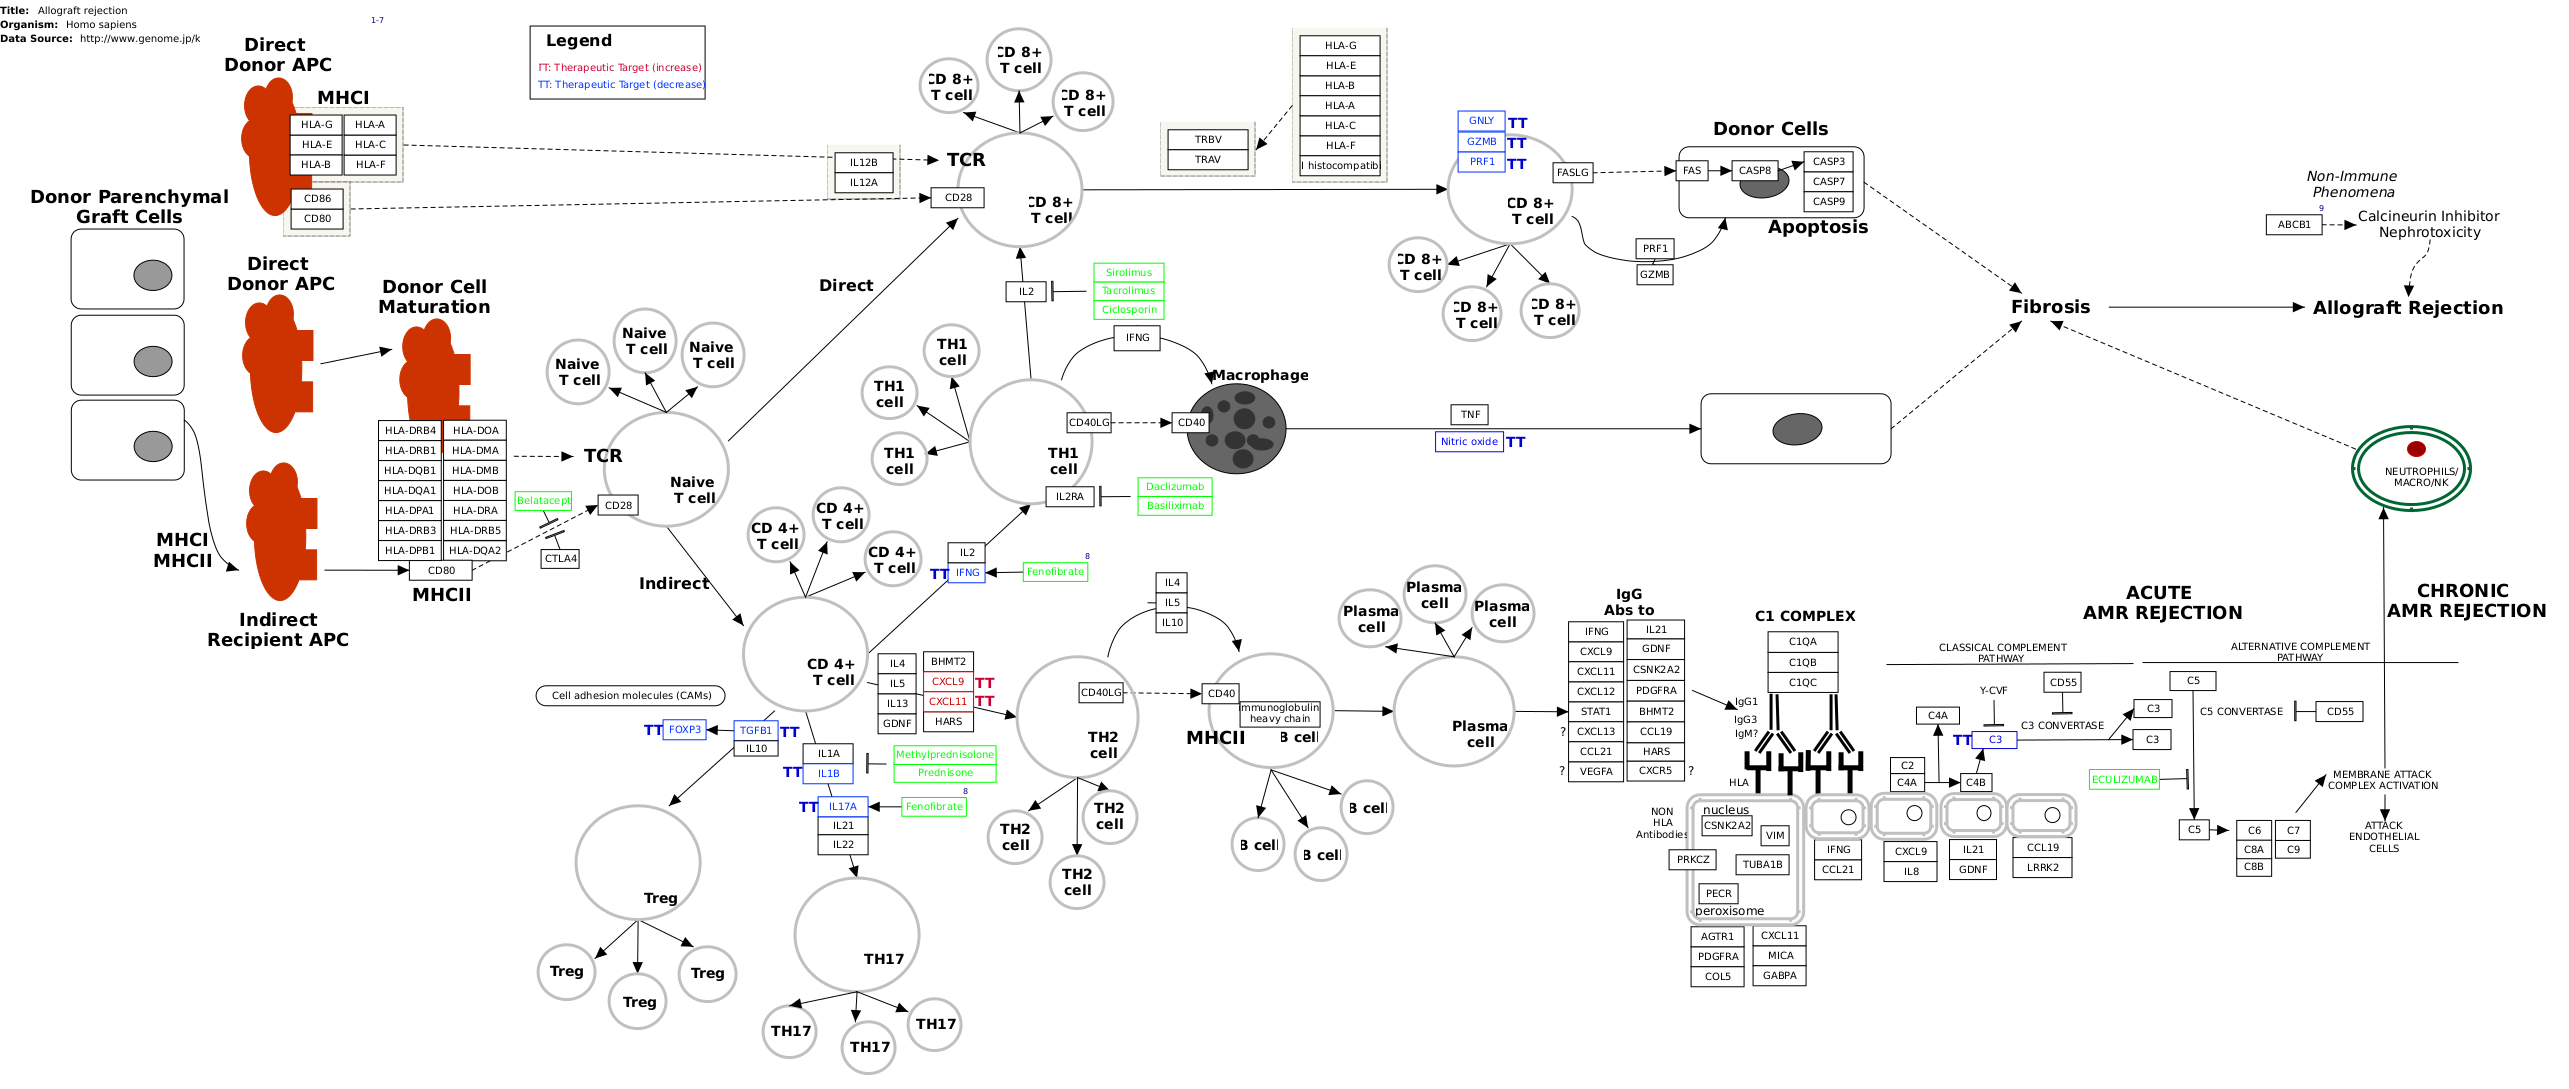 Title: Allograft rejection
Organism: Homo sapiens
Data Source: http://www.genome.jp/k
1-7
Legend
TT: Therapeutic Target (increase)
TT: Therapeutic Target (decrease)
Direct
Donor APC
MHCI
HLA-G HLA-A
HLA-E HLA-C
HLA-B HLA-F
CD86
CD80
Donor Parenchymal
Graft Cells
Direct
Donor APC
Donor Cell
Maturation
HLA-DRB4 HLA-DOA
HLA-DRB1 HLA-DMA
HLA-DQB1 HLA-DMB
HLA-DQA1 HLA-DOB
HLA-DPA1 HLA-DRA
HLA-DRB3 HLA-DRB5
HLA-DPB1 HLA-DQA2
CD80
MHCII
MHCI
MHCII
Indirect
Recipient APC
TCR
Belatacept
CD28
CTLA4
Naive
T cell
Naive
T cell
Naive
T cell
Naive
T cell
Direct
Indirect
IL12B
IL12A
TCR
CD28
CD 8+
T cell
CD 8+
T cell
CD 8+
T cell
CD 8+
T cell
TRBV
TRAV
HLA-G
HLA-E
HLA-B
HLA-A
HLA-C
HLA-F
l histocompatibi
GNLY TT
GZMB TT
PRF1 TT
FASLG
CD 8+
T cell
CD 8+
T cell
CD 8+
T cell
CD 8+
T cell
PRF1
GZMB
Donor Cells
FAS
CASP8
CASP3
CASP7
CASP9
Apoptosis
Non-Immune
Phenomena
9
ABCB1
Calcineurin Inhibitor
Nephrotoxicity
Fibrosis
Allograft Rejection
IL2
Sirolimus
Tacrolimus
Ciclosporin
IFNG
Macrophage
TH1
cell
TH1
cell
TH1
cell
TH1
cell
CD40LG
CD40
IL2RA
Daclizumab
Basiliximab
TNF
Nitric oxide TT
NEUTROPHILS/
MACRO/NK
CD 4+
T cell
CD 4+
T cell
CD 4+
T cell
CD 4+
T cell
IL2
TT IFNG
8
Fenofibrate
Cell adhesion molecules (CAMs)
TT FOXP3
TGFB1 TT
IL10
IL4
IL5
IL13
GDNF
BHMT2
CXCL9 TT
CXCL11 TT
HARS
IL1A
TT IL1B
Methylprednisolone
Prednisone
TT IL17A
IL21
IL22
8
Fenofibrate
Treg
Treg
Treg
Treg
TH17
TH17
TH17
TH17
IL4
IL5
IL10
CD40LG
CD40
TH2
cell
TH2
cell
TH2
cell
TH2
cell
immunoglobulin
heavy chain
MHCII
B cell
B cell
B cell
B cell
Plasma
cell
Plasma
cell
Plasma
cell
Plasma
cell
IgG
Abs to
IFNG IL21
CXCL9 GDNF
CXCL11 CSNK2A2
CXCL12 PDGFRA
STAT1 BHMT2
? CXCL13 CCL19
CCL21 HARS
? VEGFA CXCR5 ?
C1 COMPLEX
C1QA
C1QB
C1QC
IgG1
IgG3
IgM?
HLA
NON
HLA
Antibodies
nucleus
CSNK2A2
VIM
PRKCZ
TUBA1B
PECR
peroxisome
AGTR1 CXCL11
PDGFRA MICA
COL5 GABPA
IFNG
CCL21
CXCL9
IL8
IL21
GDNF
CCL19
LRRK2
ACUTE
AMR REJECTION
CHRONIC
AMR REJECTION
CLASSICAL COMPLEMENT
PATHWAY
ALTERNATIVE COMPLEMENT
PATHWAY
Y-CVF
CD55
C4A
C3 CONVERTASE
TT C3
C3
C3
C2
C4A
C4B
C5
C5 CONVERTASE
CD55
ECULIZUMAB
C5
C6 C7
C8A C9
C8B
MEMBRANE ATTACK
COMPLEX ACTIVATION
ATTACK
ENDOTHELIAL
CELLS